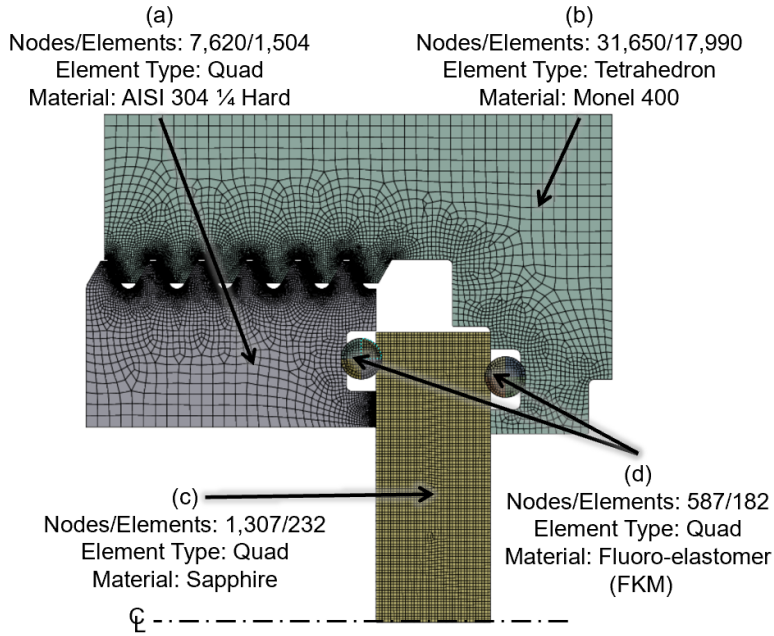 (a)
Nodes/Elements: 7,620/1,504
Element Type: Quad
Material: AISI 304 ¼ Hard
(b)
Nodes/Elements: 31,650/17,990
Element Type: Tetrahedron
Material: Monel 400
(c)
Nodes/Elements: 1,307/232
Element Type: Quad
Material: Sapphire
(d)
Nodes/Elements: 587/182
Element Type: Quad
Material: Fluoro-elastomer
(FKM)
℄